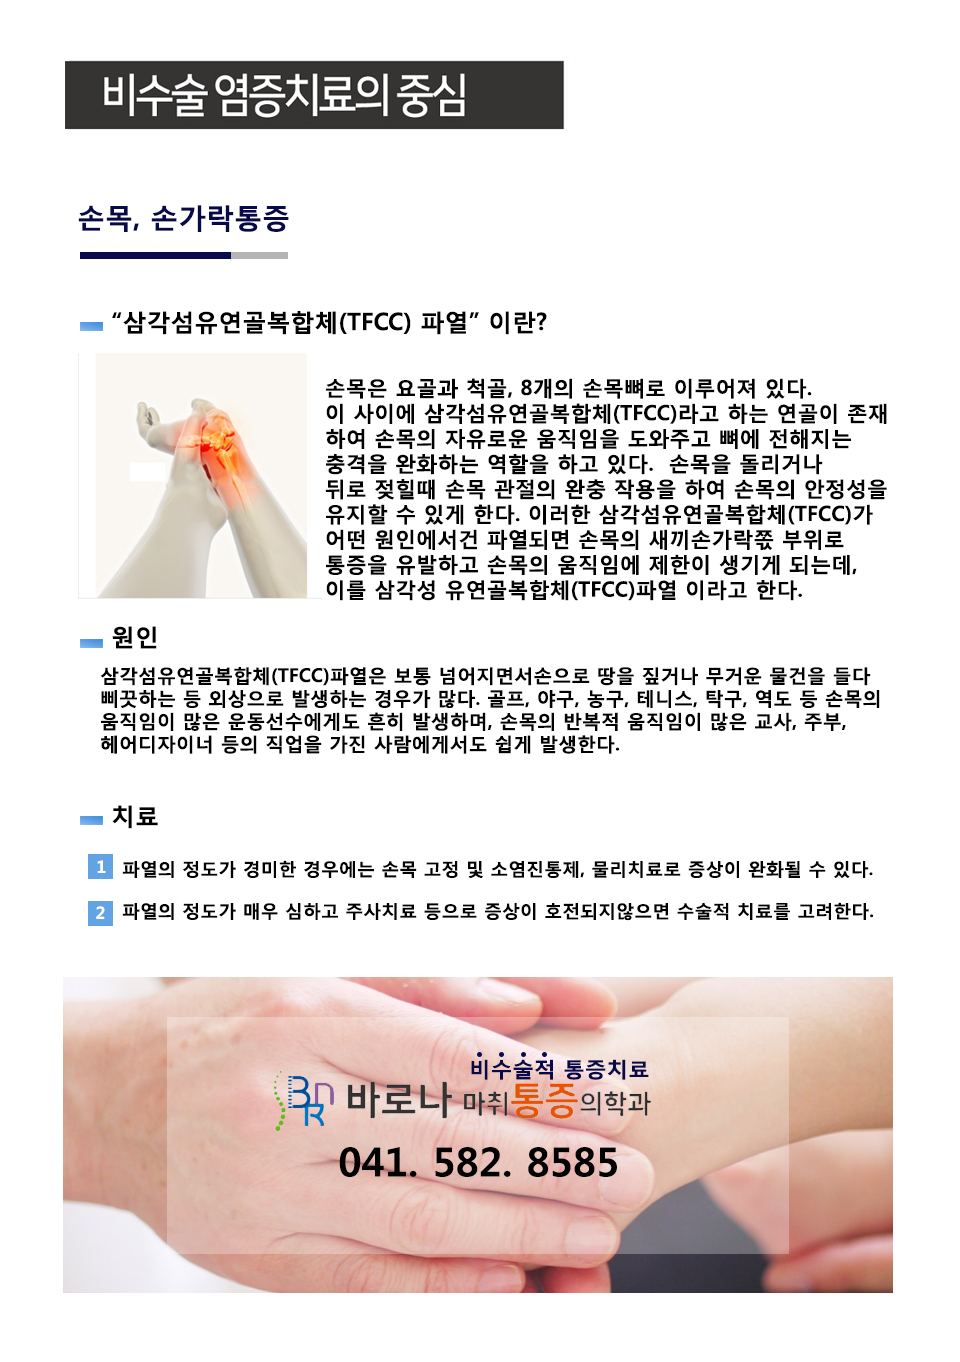 비수술 염증치료의 중심
손목, 손가락통증
“삼각섬유연골복합체(TFCC) 파열” 이란?
손목은 요골과 척골, 8개의 손목뼈로 이루어져 있다.
이 사이에 삼각섬유연골복합체(TFCC)라고 하는 연골이 존재
하여 손목의 자유로운 움직임을 도와주고 뼈에 전해지는
충격을 완화하는 역할을 하고 있다. 손목을 돌리거나
뒤로 젖힐때 손목 관절의 완충 작용을 하여 손목의 안정성을
유지할 수 있게 한다. 이러한 삼각섬유연골복합체(TFCC)가
어떤 원인에서건 파열되면 손목의 새끼손가락쪾 부위로
통증을 유발하고 손목의 움직임에 제한이 생기게 되는데,
이를 삼각성 유연골복합체(TFCC)파열 이라고 한다.
원인
삼각섬유연골복합체(TFCC)파열은 보통 넘어지면서손으로 땅을 짚거나 무거운 물건을 들다
삐끗하는 등 외상으로 발생하는 경우가 많다. 골프, 야구, 농구, 테니스, 탁구, 역도 등 손목의
움직임이 많은 운동선수에게도 흔히 발생하며, 손목의 반복적 움직임이 많은 교사, 주부,
헤어디자이너 등의 직업을 가진 사람에게서도 쉽게 발생한다.
치료
1 파열의 정도가 경미한 경우에는 손목 고정 및 소염진통제, 물리치료로 증상이 완화될 수 있다.
2 파열의 정도가 매우 심하고 주사치료 등으로 증상이 호전되지않으면 수술적 치료를 고려한다.
비수술적 통증치료
BNR 바로나 마취통증의학과
041. 582. 8585